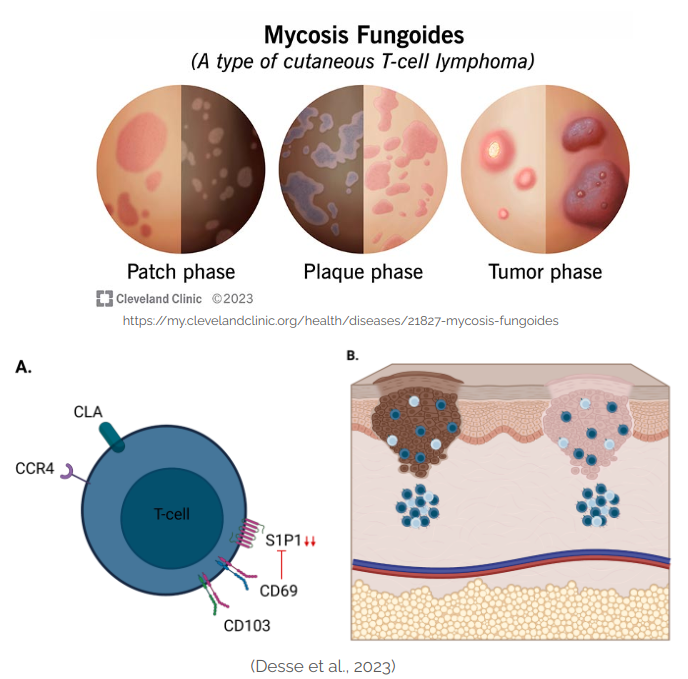 Mycosis Fungoides
(A type of cutaneous T-cell lymphoma)
Patch phase
Plaque phase
Tumor phase
Cleveland Clinic ©2023
https://my.clevelandclinic.org/health/diseases/21827-mycosis-fungoides
A.
CLA
CCR4
T-cell
S1P1↓↓
CD69
CD103
B.
(Desse et al., 2023)